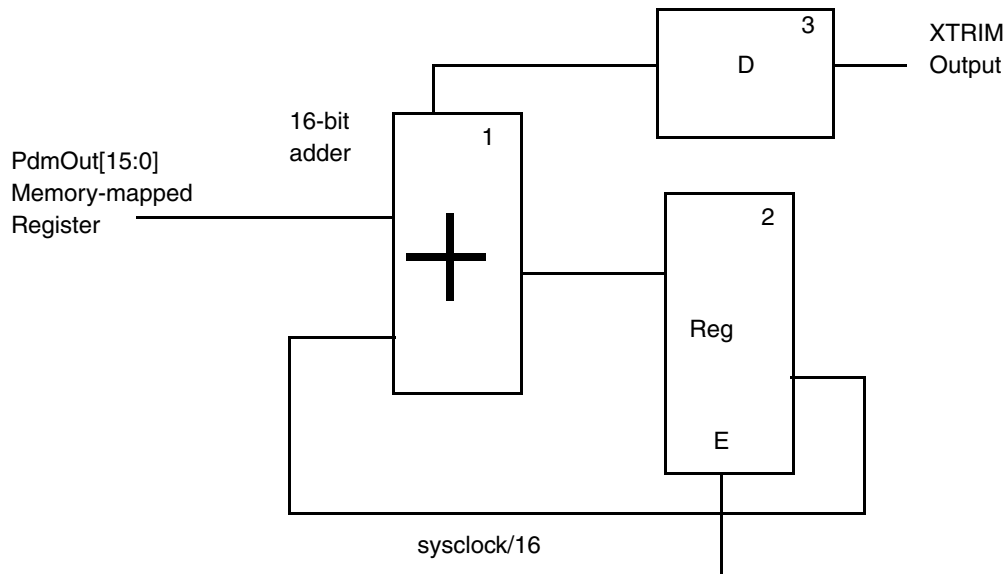 3
XTRIM
Output
D
16-bit
adder
1
PdmOut[15:0]
Memory-mapped
Register
2
Reg
E
sysclock/16